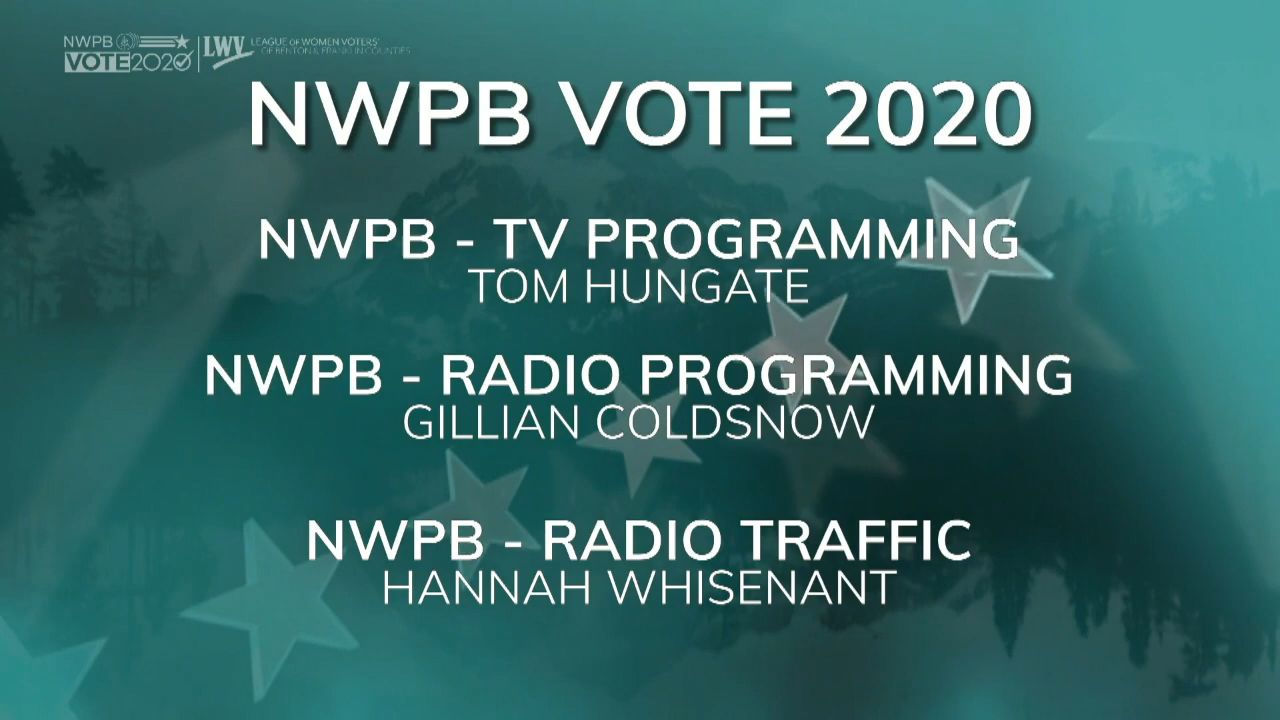 NWPB
VOTE2020
LWV
LEAGUE OF WOMEN VOTERS
OF BENTON & FRANKLIN COUNTIES
NWPB VOTE 2020
NWPB - TV PROGRAMMING
TOM HUNGATE
NWPB - RADIO PROGRAMMING
GILLIAN COLDSNOW
NWPB - RADIO TRAFFIC
HANNAH WHISENANT